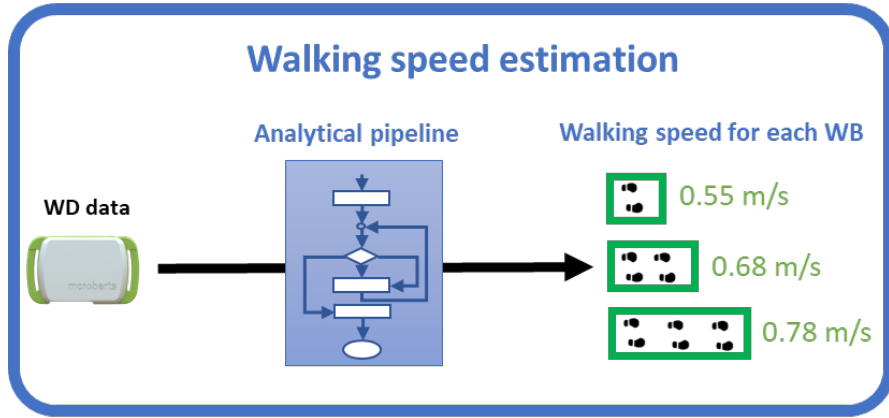 Walking speed estimation
Analytical pipeline
Walking speed for each WB
WD data
mcroberts
0.55 m/s
0.68 m/s
0.78 m/s